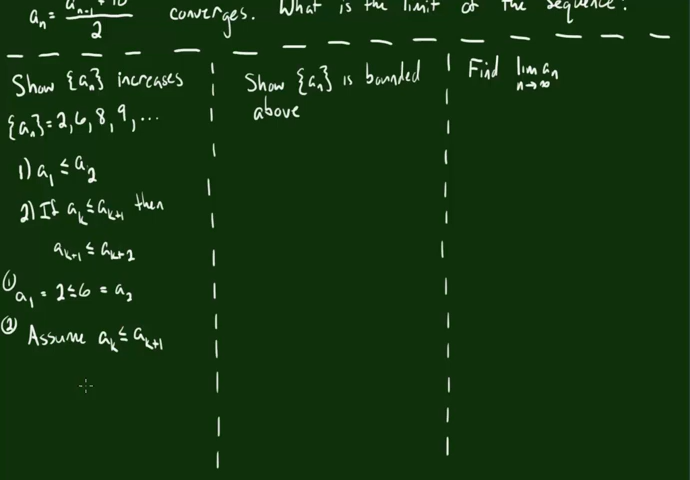 aₙ = (aₙ₋₁ + 10)/2 converges. What is the limit of the sequence?
Show {aₙ} increases
{aₙ} = 2, 6, 8, 9, ...
1) a₁ ≤ a₂
2) If aₖ ≤ aₖ₊₁ then
aₖ₊₁ ≤ aₖ₊₂
① a₁ = 2 ≤ 6 = a₂
② Assume aₖ ≤ aₖ₊₁
Show {aₙ} is bounded
above
Find lim aₙ
n→∞